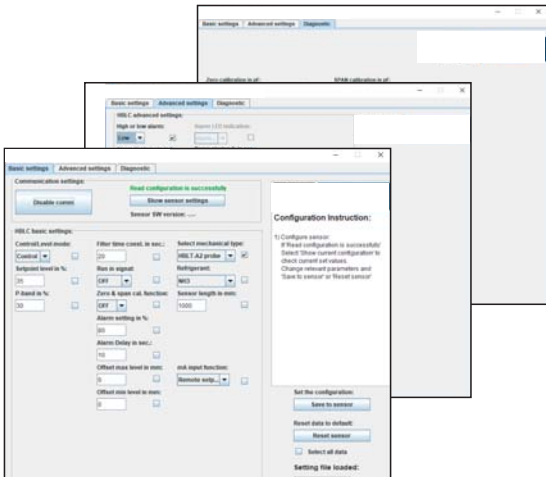 Basic settings Advanced settings Diagnostic
Zero calibration in pF: SPAN calibration in pF:
Basic settings Advanced settings Diagnostic
HBLC advanced settings:
High or low alarm: Alarm LED indication:
Low
Basic settings Advanced settings Diagnostic
Communication settings:
Read configuration is successfully
Disable comm Show sensor settings
Sensor SW version: ----
HBLC basic settings:
Control/Level mode: Filter time const. in sec.: Select mechanical type:
Control 20 HBLT-A2 probe
Setpoint level in %: Run in signal: Refrigerant:
35 OFF NH3
P-band in %: Zero & span cal. function: Sensor length in mm:
30 OFF 1000
Alarm setting in %:
85
Alarm Delay in sec.:
10
Offset max level in mm: mA input function:
0 Remote setp...
Offset min level in mm:
0
Configuration Instruction:
1) Configure sensor
If 'Read configuration is successfully'
Select 'Show current configuration' to
check current set values.
Change relevant parameters and
'Save to sensor' or 'Reset sensor'
Set the configuration:
Save to sensor
Reset data to default:
Reset sensor
Select all data
Setting file loaded: